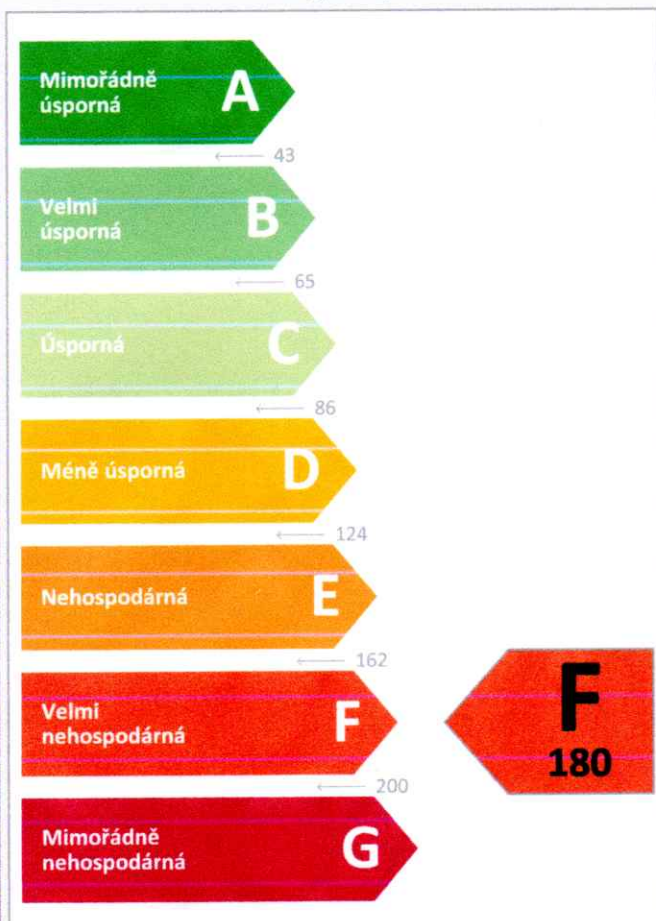 Mimořádně
úsporná
A
43
Velmi
úsporná
B
65
Úsporná
C
86
Méně úsporná
D
124
Nehospodárná
E
162
Velmi
nehospodárná
F
F
180
200
Mimořádně
nehospodárná
G